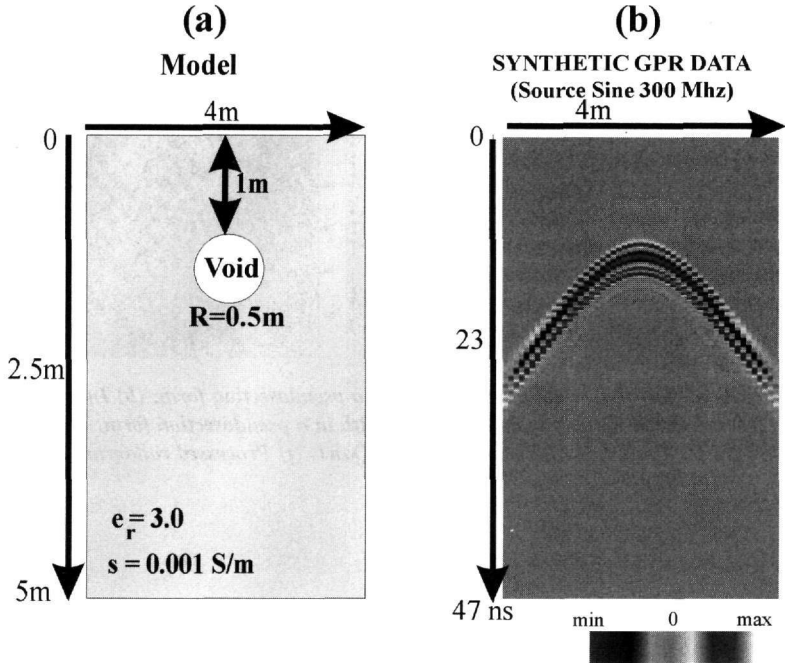 (a)
Model
4m
0
1m
Void
R=0.5m
2.5m
e_r = 3.0
s = 0.001 S/m
5m
(b)
SYNTHETIC GPR DATA
(Source Sine 300 Mhz)
4m
0
23
47 ns
min 0 max